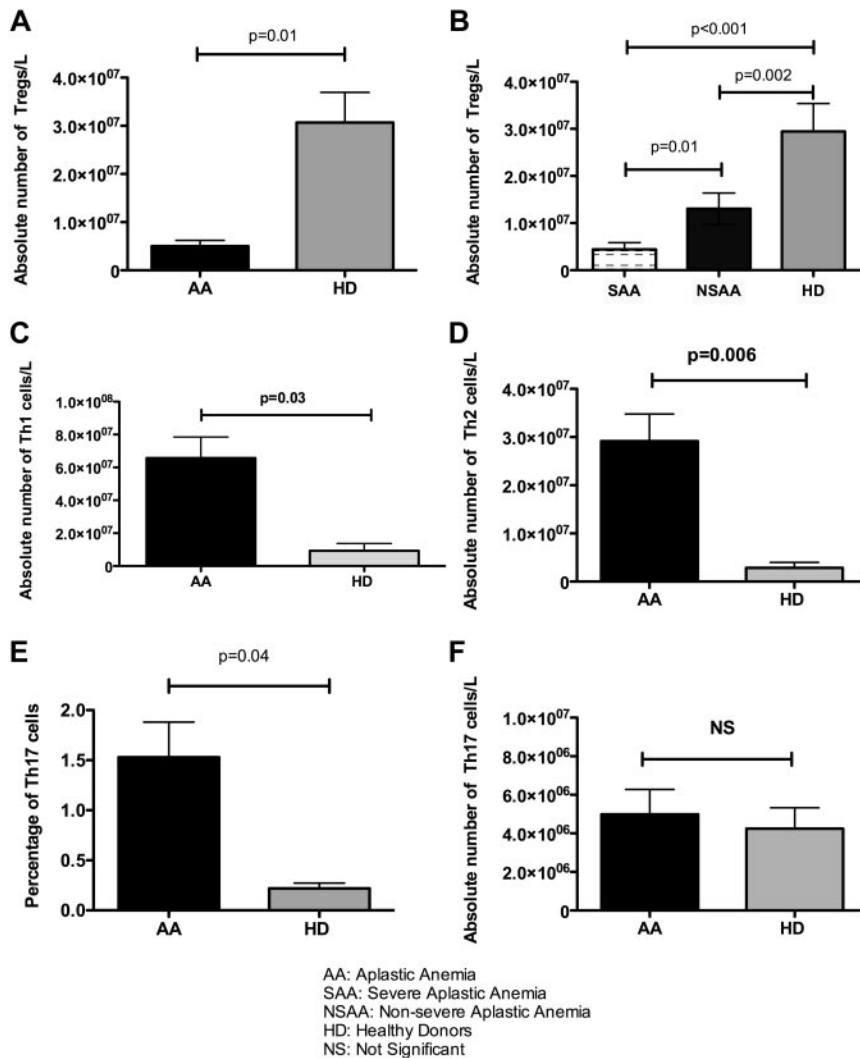 A
p=0.01
Absolute number of Tregs/L
4.0×10⁰⁷
3.0×10⁰⁷
2.0×10⁰⁷
1.0×10⁰⁷
0
AA HD
B
p<0.001
p=0.002
p=0.01
Absolute number of Tregs/L
4.0×10⁰⁷
3.0×10⁰⁷
2.0×10⁰⁷
1.0×10⁰⁷
0
SAA NSAA HD
C
p=0.03
Absolute number of Th1 cells/L
1.0×10⁰⁸
8.0×10⁰⁷
6.0×10⁰⁷
4.0×10⁰⁷
2.0×10⁰⁷
0
AA HD
D
p=0.006
Absolute number of Th2 cells/L
4.0×10⁰⁷
3.0×10⁰⁷
2.0×10⁰⁷
1.0×10⁰⁷
0
AA HD
E
p=0.04
Percentage of Th17 cells
2.0
1.5
1.0
0.5
0.0
AA HD
F
NS
Absolute number of Th17 cells/L
1.0×10⁰⁷
8.0×10⁰⁶
6.0×10⁰⁶
4.0×10⁰⁶
2.0×10⁰⁶
0
AA HD
AA: Aplastic Anemia
SAA: Severe Aplastic Anemia
NSAA: Non-severe Aplastic Anemia
HD: Healthy Donors
NS: Not Significant